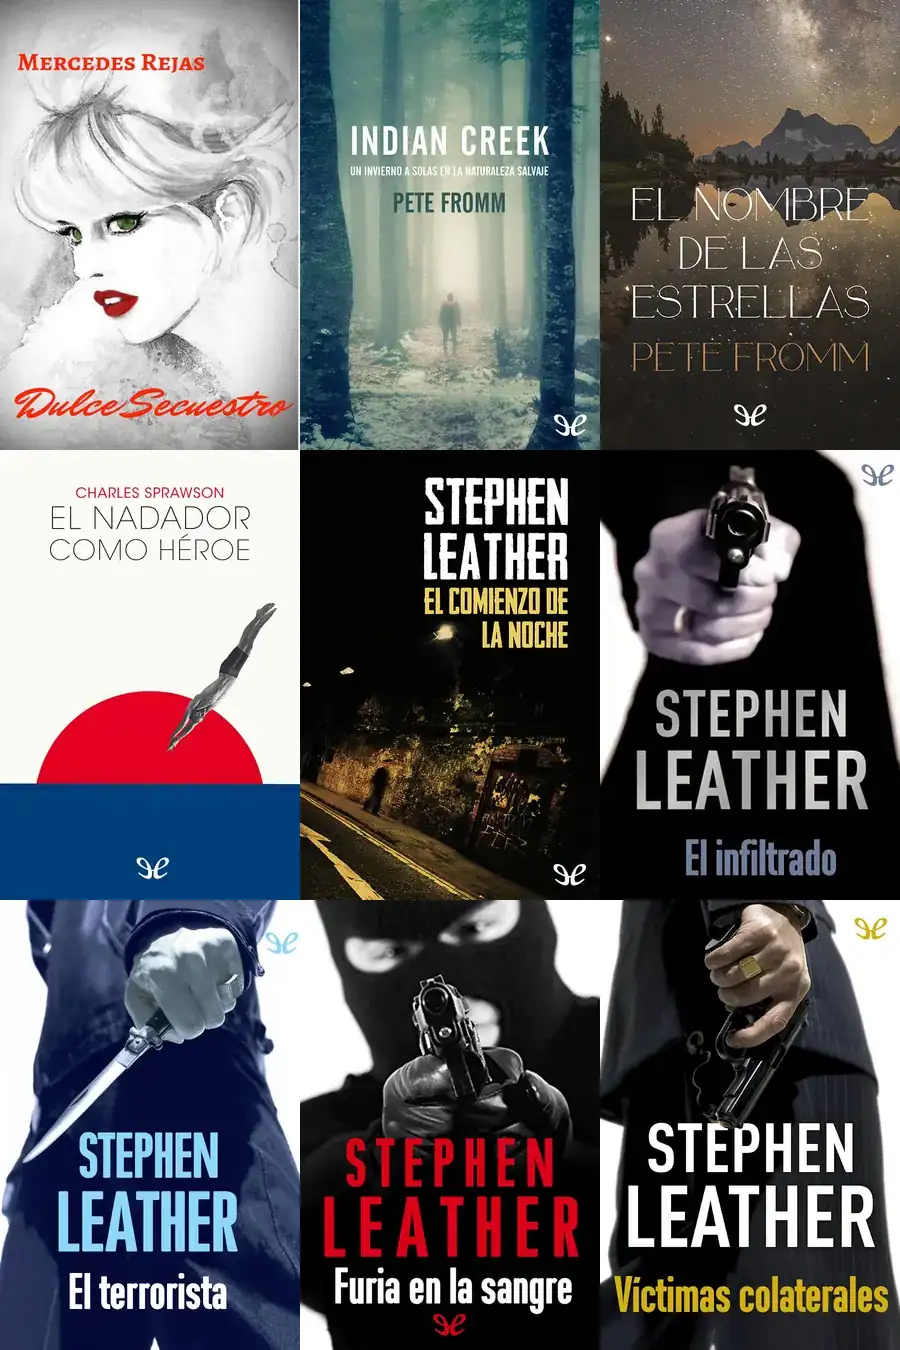 MERCEDES REJAS
Dulce Secuestro
INDIAN CREEK
UN INVIERNO A SOLAS EN LA NATURALEZA SALVAJE
PETE FROMM
EL NOMBRE
DE LAS
ESTRELLAS
PETE FROMM
CHARLES SPRAWSON
EL NADADOR
COMO HÉROE
STEPHEN
LEATHER
EL COMIENZO DE
LA NOCHE
STEPHEN
LEATHER
El infiltrado
STEPHEN
LEATHER
El terrorista
STEPHEN
LEATHER
Furia en la sangre
STEPHEN
LEATHER
Víctimas colaterales